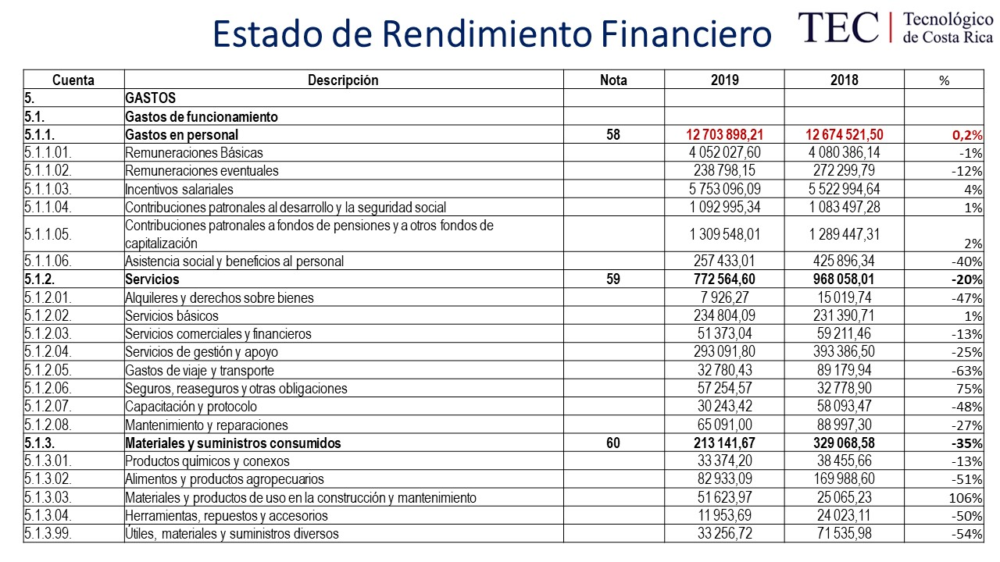 Estado de Rendimiento Financiero
TEC | Tecnológico
de Costa Rica
Cuenta Descripción Nota 2019 2018 %
5. GASTOS
5.1. Gastos de funcionamiento
5.1.1. Gastos en personal 58 12 703 898,21 12 674 521,50 0,2%
5.1.1.01. Remuneraciones Básicas 4 052 027,60 4 080 386,14 -1%
5.1.1.02. Remuneraciones eventuales 238 798,15 272 299,79 -12%
5.1.1.03. Incentivos salariales 5 753 096,09 5 522 994,64 4%
5.1.1.04. Contribuciones patronales al desarrollo y la seguridad social 1 092 995,34 1 083 497,28 1%
5.1.1.05. Contribuciones patronales a fondos de pensiones y a otros fondos de
capitalización 1 309 548,01 1 289 447,31 2%
5.1.1.06. Asistencia social y beneficios al personal 257 433,01 425 896,34 -40%
5.1.2. Servicios 59 772 564,60 968 058,01 -20%
5.1.2.01. Alquileres y derechos sobre bienes 7 926,27 15 019,74 -47%
5.1.2.02. Servicios básicos 234 804,09 231 390,71 1%
5.1.2.03. Servicios comerciales y financieros 51 373,04 59 211,46 -13%
5.1.2.04. Servicios de gestión y apoyo 293 091,80 393 386,50 -25%
5.1.2.05. Gastos de viaje y transporte 32 780,43 89 179,94 -63%
5.1.2.06. Seguros, reaseguros y otras obligaciones 57 254,57 32 778,90 75%
5.1.2.07. Capacitación y protocolo 30 243,42 58 093,47 -48%
5.1.2.08. Mantenimiento y reparaciones 65 091,00 88 997,30 -27%
5.1.3. Materiales y suministros consumidos 60 213 141,67 329 068,58 -35%
5.1.3.01. Productos químicos y conexos 33 374,20 38 455,66 -13%
5.1.3.02. Alimentos y productos agropecuarios 82 933,09 169 988,60 -51%
5.1.3.03. Materiales y productos de uso en la construcción y mantenimiento 51 623,97 25 065,23 106%
5.1.3.04. Herramientas, repuestos y accesorios 11 953,69 24 023,11 -50%
5.1.3.99. Útiles, materiales y suministros diversos 33 256,72 71 535,98 -54%